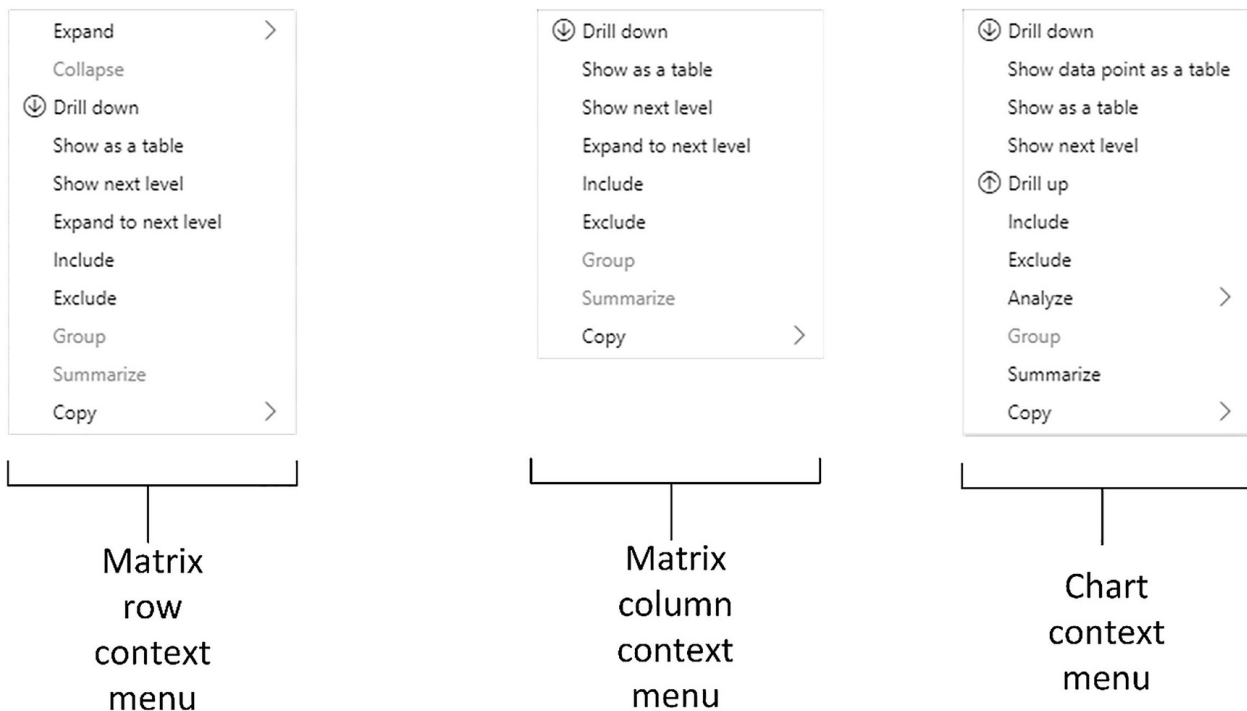 Expand
Collapse
Drill down
Show as a table
Show next level
Expand to next level
Include
Exclude
Group
Summarize
Copy
Matrix
row
context
menu
Drill down
Show as a table
Show next level
Expand to next level
Include
Exclude
Group
Summarize
Copy
Matrix
column
context
menu
Drill down
Show data point as a table
Show as a table
Show next level
Drill up
Include
Exclude
Analyze
Group
Summarize
Copy
Chart
context
menu